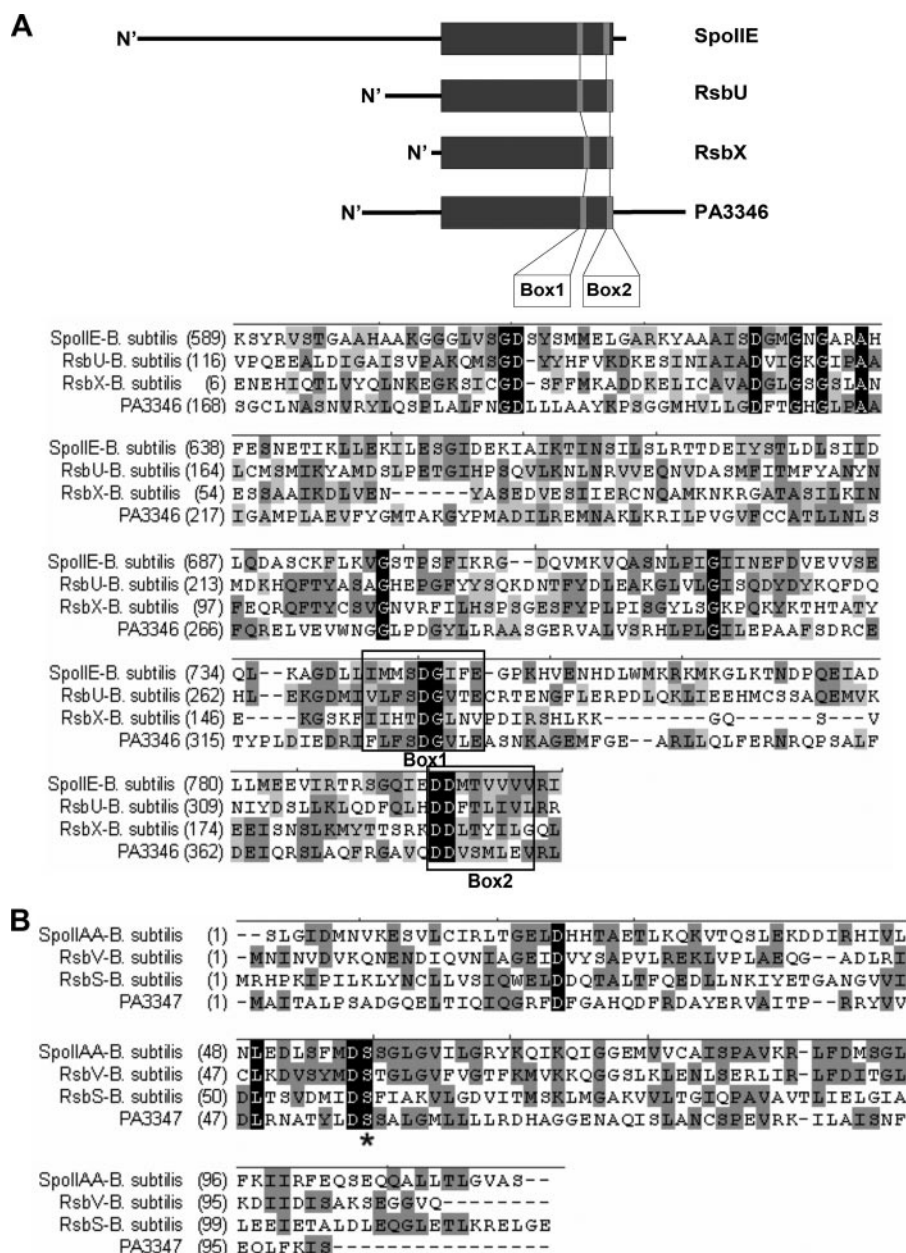 A
N' SpoIIE
N' RsbU
N' RsbX
N' PA3346
Box1 Box2
SpoIIE-B. subtilis (589) KSYRVSTGAAHAAKGGGLVSGDSYSMMELGARKYAAAISDGMGNGARAH
RsbU-B. subtilis (116) VPQEEALDIGAISVPAKQMSGD-YYHFVKDKESINIAIADVIGKGIPAA
RsbX-B. subtilis (6) ENEHIQTLVYQLNKEGKSICGD-SFFMKADDKELICAVADGLGSGSLAN
PA3346 (168) SGCLNASNVRYLQSPLALFNGDLLLAAYKPSGGMHVLLGDFTGHGLPAA
SpoIIE-B. subtilis (638) FESNETIKLLEKILESGIDEKIAIKTINSILSLRTTDEIYSTLDLSIID
RsbU-B. subtilis (164) LCMSMIKYAMDSLPETGIHPSQVLKNLNRVVEQNVDASMFITMFYANYN
RsbX-B. subtilis (54) ESSAAIKDLVEN-----YASEDVESIIERCNQAMKNKRGATASILKIN
PA3346 (217) IGAMPLAEVFYGMTAKGYPMADILREMNAKLKRILPVGVFCCATLLNLS
SpoIIE-B. subtilis (687) LQDASCKFLKVGSTPSFIKRG--DQVMKVQASNLPIGIINEFDVEVVSE
RsbU-B. subtilis (213) MDKHQFTYASAGHEPGFYYSQKDNTFYDLEAKGLVLGISQDYDYKQFDQ
RsbX-B. subtilis (97) FEQRQFTYCSVGNVRFILHSPSGESFYPLPISGYLSGKPQKYKTHTATY
PA3346 (266) FQRELVEVWNGGLPDGYLLRAASGERVALVSRHLPLGILEPAAFSDRCE
SpoIIE-B. subtilis (734) QL--KAGDLLIMMSDGIFE-GPKHVENHDLWMKRKMKGLKTNDPQEIAD
RsbU-B. subtilis (262) HL--EKGDMIVLFSDGVTECRTENGFLERPDLQKLIEEHMCSSAQEMVK
RsbX-B. subtilis (146) E----KGSKFIIHTDGLNVPDIRSHLKK--------GQ----S---V
PA3346 (315) TYPLDIEDRIFLFSDGVLEASNKAGEMFGE--ARLLQLFERNRQPSALF
Box1
SpoIIE-B. subtilis (780) LLMEEVIRTRSGQIEDDMTVVVVRI
RsbU-B. subtilis (309) NIYDSLLKLQDFQLHDDFTLIVLRR
RsbX-B. subtilis (174) EEISNSLKMYTTSRKDDLTYILGQL
PA3346 (362) DEIQRSLAQFRGAVQDDVSMLEVRL
Box2
B
SpoIIAA-B. subtilis (1) --SLGIDMNVKESVLCIRLTGELDHHTAETLKQKVTQSLEKDDIRHIVL
RsbV-B. subtilis (1) -MNINVDVKQNENDIQVNIAGEIDVYSAPVLREKLVPLAEQG--ADLRI
RsbS-B. subtilis (1) MRHPKIPILKLYNCLLVSIQWELDDQTALTFQEDLLNKIYETGANGVVI
PA3347 (1) -MAITALPSADGQELTIQIQGRFDFGAHQDFRDAYERVAITP--RRYVV
SpoIIAA-B. subtilis (48) NLEDLSFMDSSGLGVILGRYKQIKQIGGEMVVCAISPAVKR-LFDMSGL
RsbV-B. subtilis (47) CLKDVSYMDSTGLGVFVGTFKMVKKQGGSLKLENLSERLIR-LFDITGL
RsbS-B. subtilis (50) DLTSVDMIDSFIAKVLGDVITMSKLMGAKVVLTGIQPAVAVTLIELGIA
PA3347 (47) DLRNATYLDSSALGMLLLLRDHAGGENAQISLANCSPEVRK-ILAISNF
*
SpoIIAA-B. subtilis (96) FKIIRFEQSEQQALLTLGVAS--
RsbV-B. subtilis (95) KDIIDISAKSEGGVQ--------
RsbS-B. subtilis (99) LEEIETALDLEQGLETLKRELGE
PA3347 (95) EQLFKIS----------------